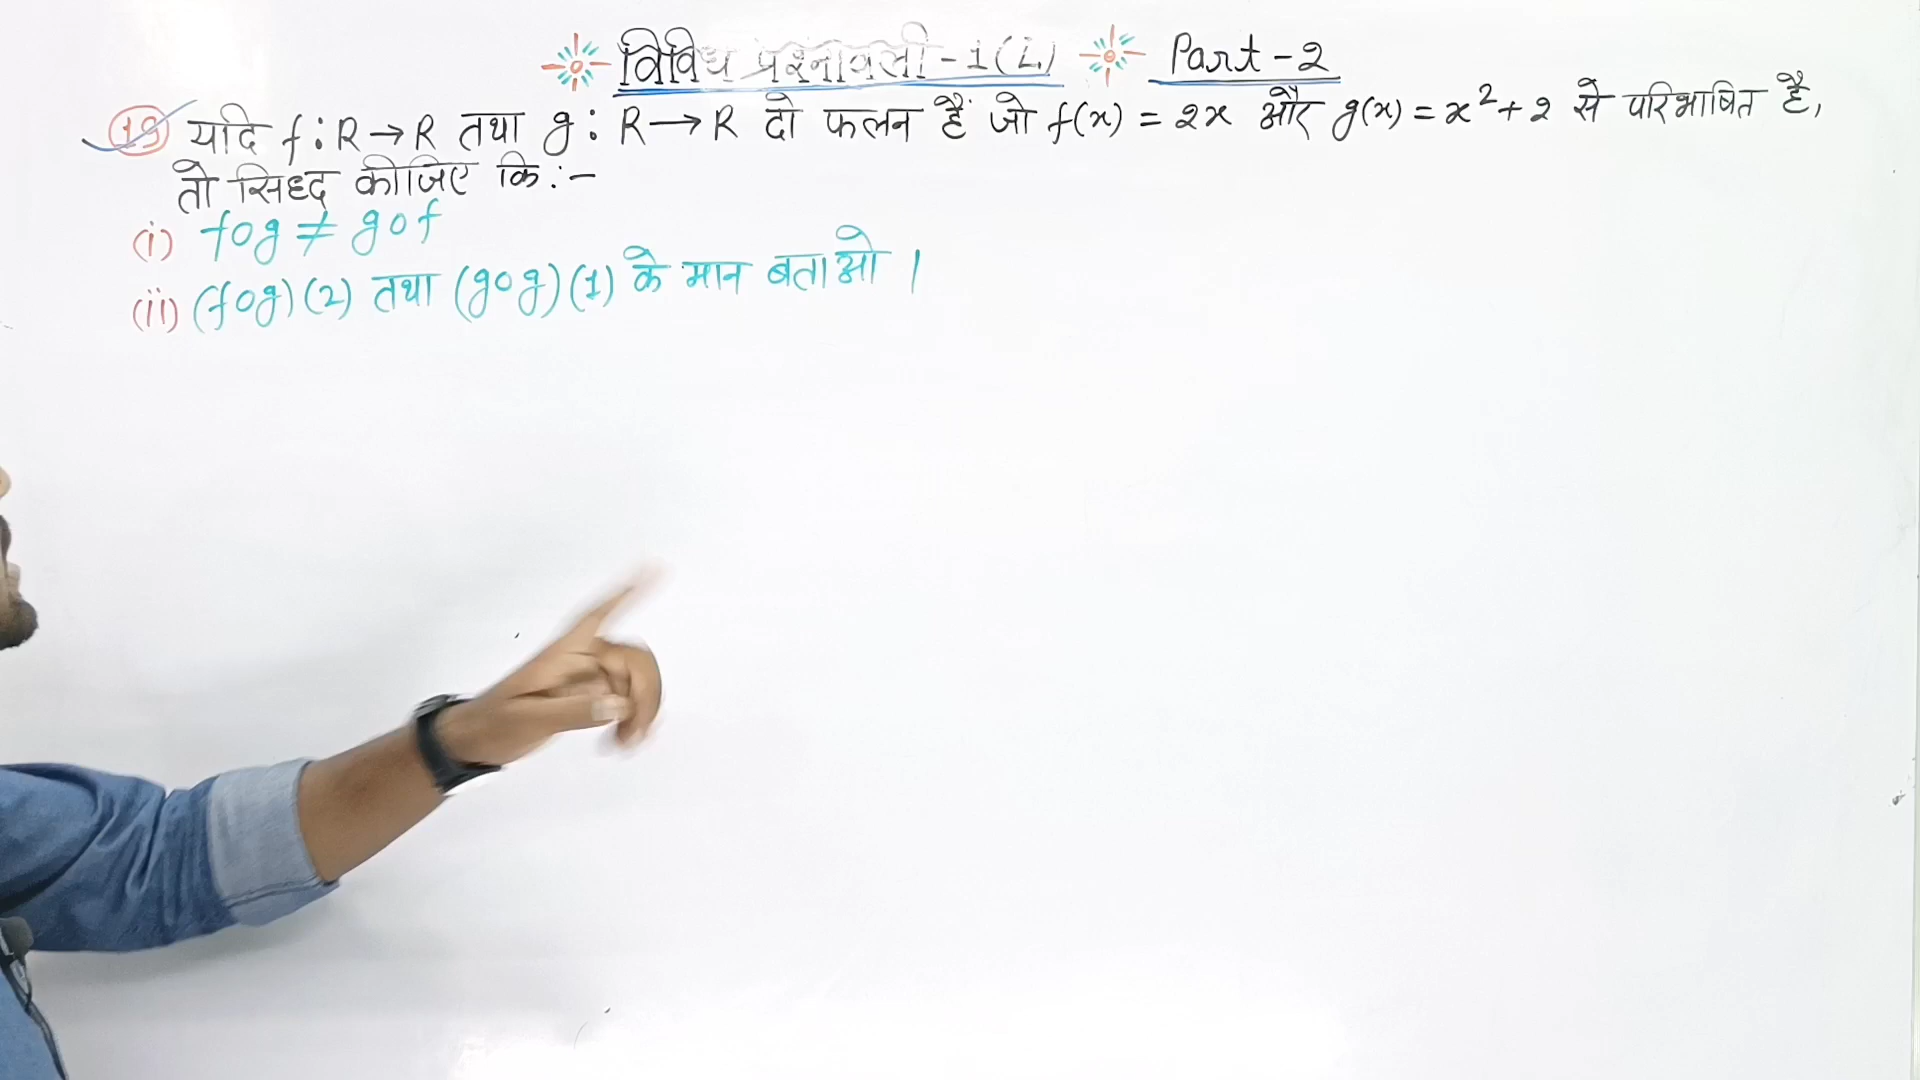 विविध प्रश्नावली - 1 (L) Part - 2
19 यदि f : R → R तथा g : R → R दो फलन हैं जो f(x) = 2x और g(x) = x² + 2 से परिभाषित है,
तो सिद्ध कीजिए कि :-
(i) fog ≠ gof
(ii) (fog) (2) तथा (gog) (1) के मान बताओ ।